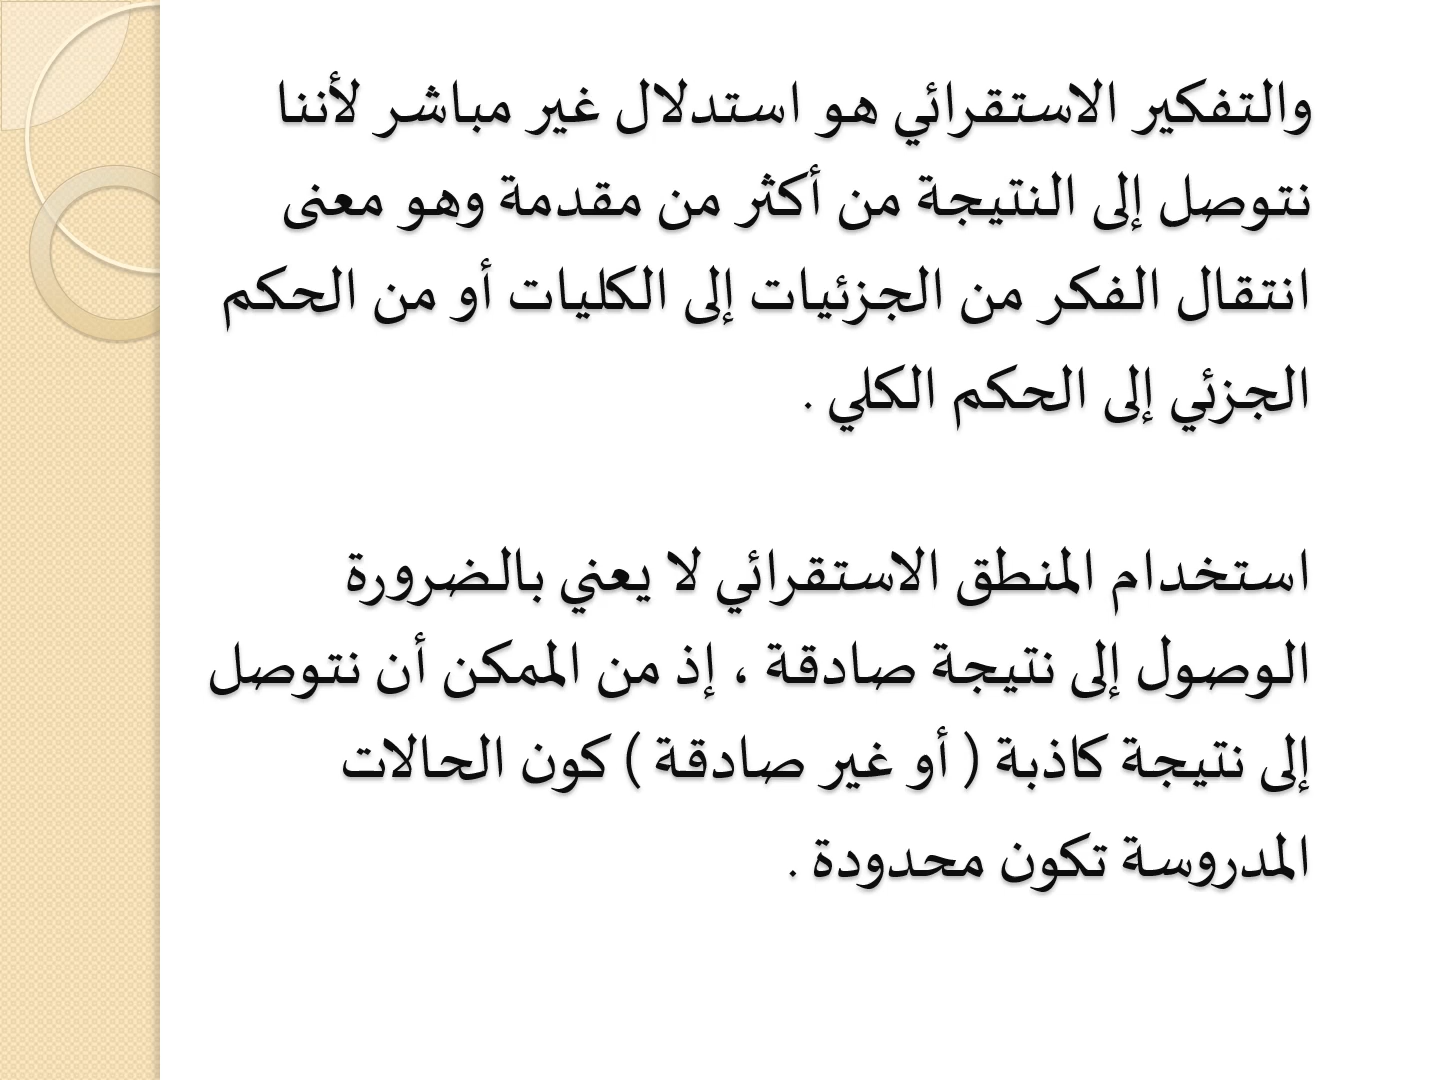 والتفكير الاستقرائي هو استدلال غير مباشر لأننا
نتوصل إلى النتيجة من أكثر من مقدمة وهو معنى
انتقال الفكر من الجزئيات إلى الكليات أو من الحكم
الجزئي إلى الحكم الكلي .
استخدام المنطق الاستقرائي لا يعني بالضرورة
الوصول إلى نتيجة صادقة ، إذ من الممكن أن نتوصل
إلى نتيجة كاذبة ( أو غير صادقة ) كون الحالات
المدروسة تكون محدودة .